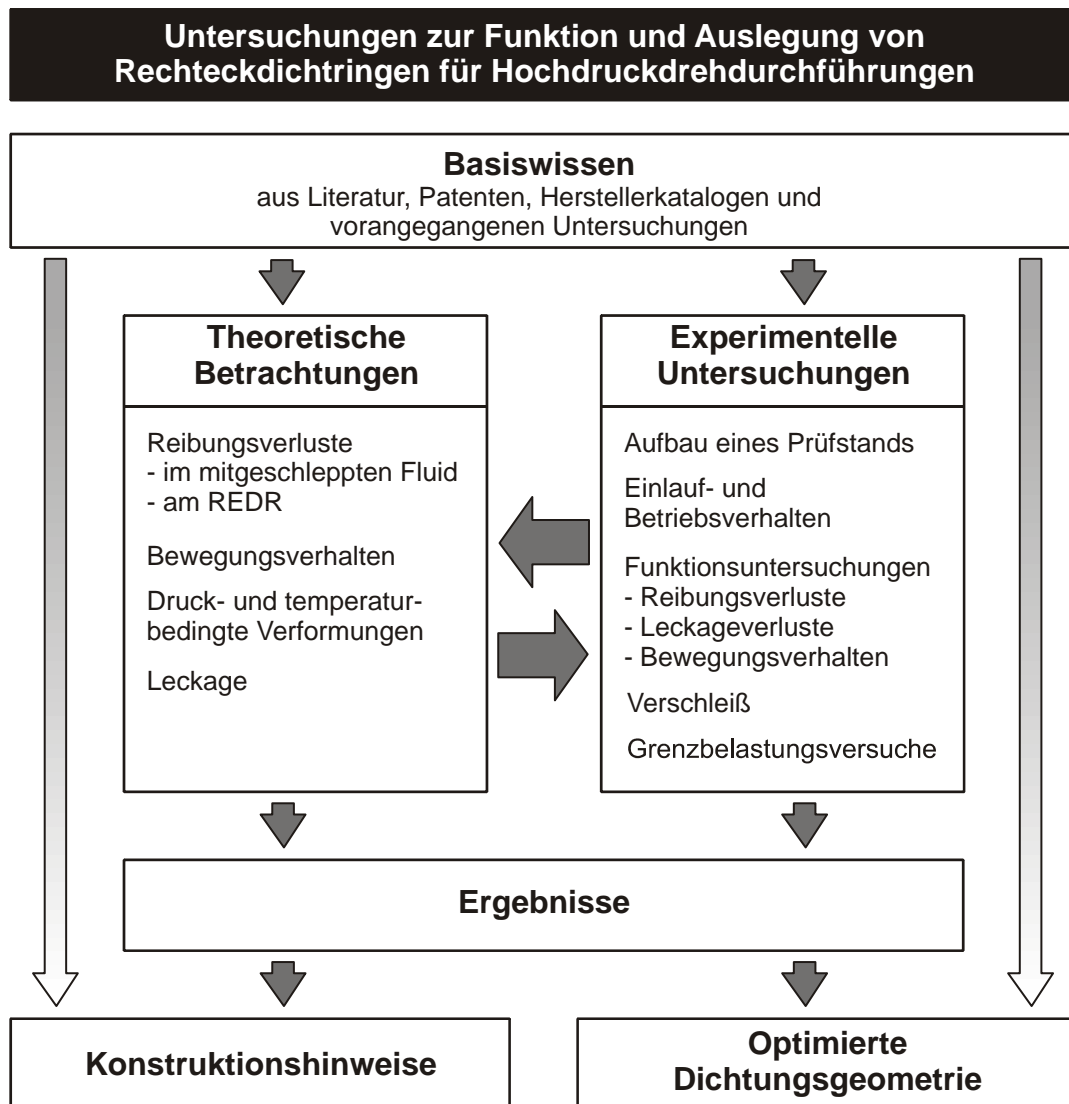 Untersuchungen zur Funktion und Auslegung von
Rechteckdichtringen für Hochdruckdrehdurchführungen
Basiswissen
aus Literatur, Patenten, Herstellerkatalogen und
vorangegangenen Untersuchungen
Theoretische
Betrachtungen
Reibungsverluste
- im mitgeschleppten Fluid
- am REDR
Bewegungsverhalten
Druck- und temperatur-
bedingte Verformungen
Leckage
Experimentelle
Untersuchungen
Aufbau eines Prüfstands
Einlauf- und
Betriebsverhalten
Funktionsuntersuchungen
- Reibungsverluste
- Leckageverluste
- Bewegungsverhalten
Verschleiß
Grenzbelastungsversuche
Ergebnisse
Konstruktionshinweise
Optimierte
Dichtungsgeometrie